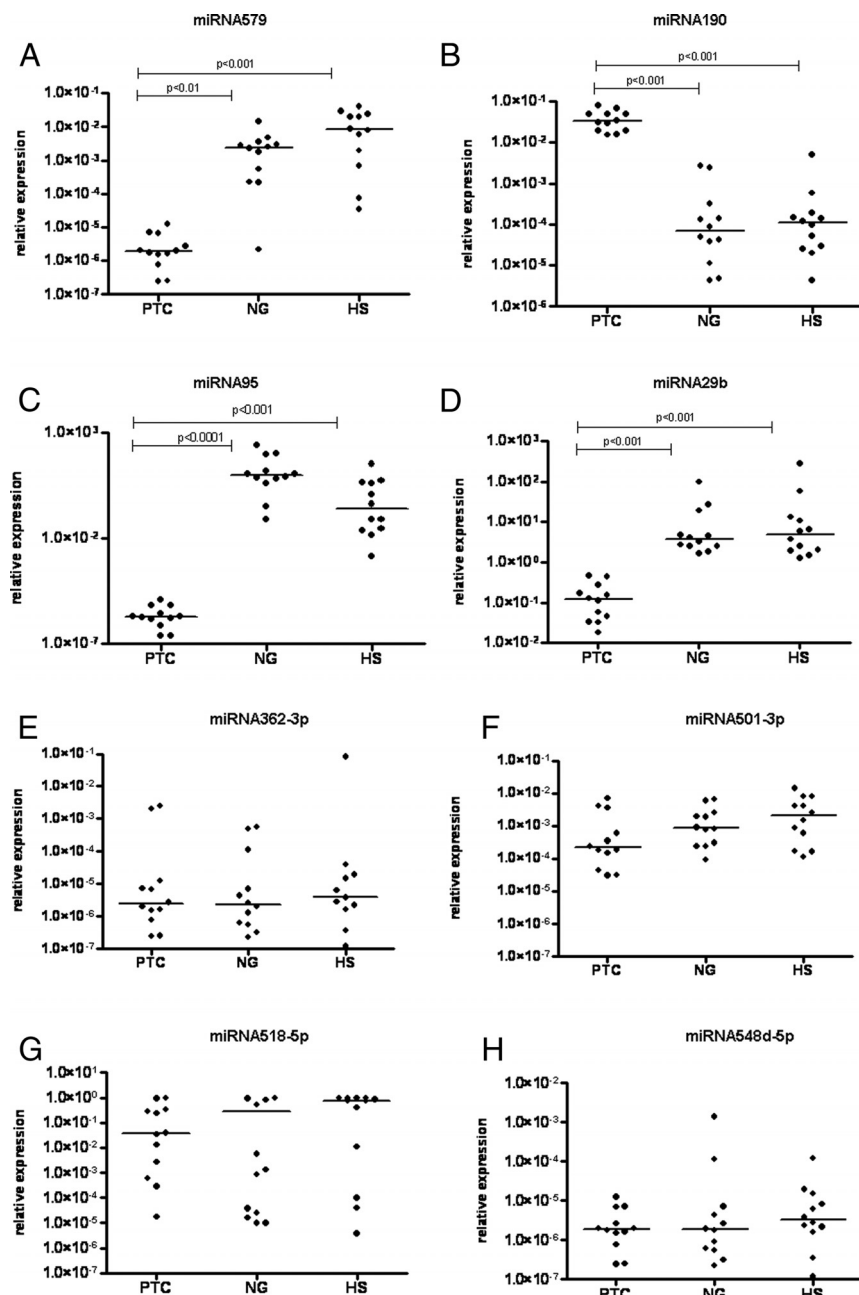 miRNA579
A
p<0.001
p<0.01
relative expression
1.0×10⁻¹
1.0×10⁻²
1.0×10⁻³
1.0×10⁻⁴
1.0×10⁻⁵
1.0×10⁻⁶
1.0×10⁻⁷
PTC NG HS
miRNA190
B
p<0.001
p<0.001
relative expression
1.0×10⁻¹
1.0×10⁻²
1.0×10⁻³
1.0×10⁻⁴
1.0×10⁻⁵
1.0×10⁻⁶
PTC NG HS
miRNA95
C
p<0.001
p<0.0001
relative expression
1.0×10³
1.0×10⁻²
1.0×10⁻⁷
PTC NG HS
miRNA29b
D
p<0.001
p<0.001
relative expression
1.0×10³
1.0×10²
1.0×10¹
1.0×10⁰
1.0×10⁻¹
1.0×10⁻²
PTC NG HS
miRNA362-3p
E
relative expression
1.0×10⁻¹
1.0×10⁻²
1.0×10⁻³
1.0×10⁻⁴
1.0×10⁻⁵
1.0×10⁻⁶
1.0×10⁻⁷
PTC NG HS
miRNA501-3p
F
relative expression
1.0×10⁻¹
1.0×10⁻²
1.0×10⁻³
1.0×10⁻⁴
1.0×10⁻⁵
1.0×10⁻⁶
1.0×10⁻⁷
PTC NG HS
miRNA518-5p
G
relative expression
1.0×10¹
1.0×10⁰
1.0×10⁻¹
1.0×10⁻²
1.0×10⁻³
1.0×10⁻⁴
1.0×10⁻⁵
1.0×10⁻⁶
1.0×10⁻⁷
PTC NG HS
miRNA548d-5p
H
relative expression
1.0×10⁻²
1.0×10⁻³
1.0×10⁻⁴
1.0×10⁻⁵
1.0×10⁻⁶
1.0×10⁻⁷
PTC NG HS